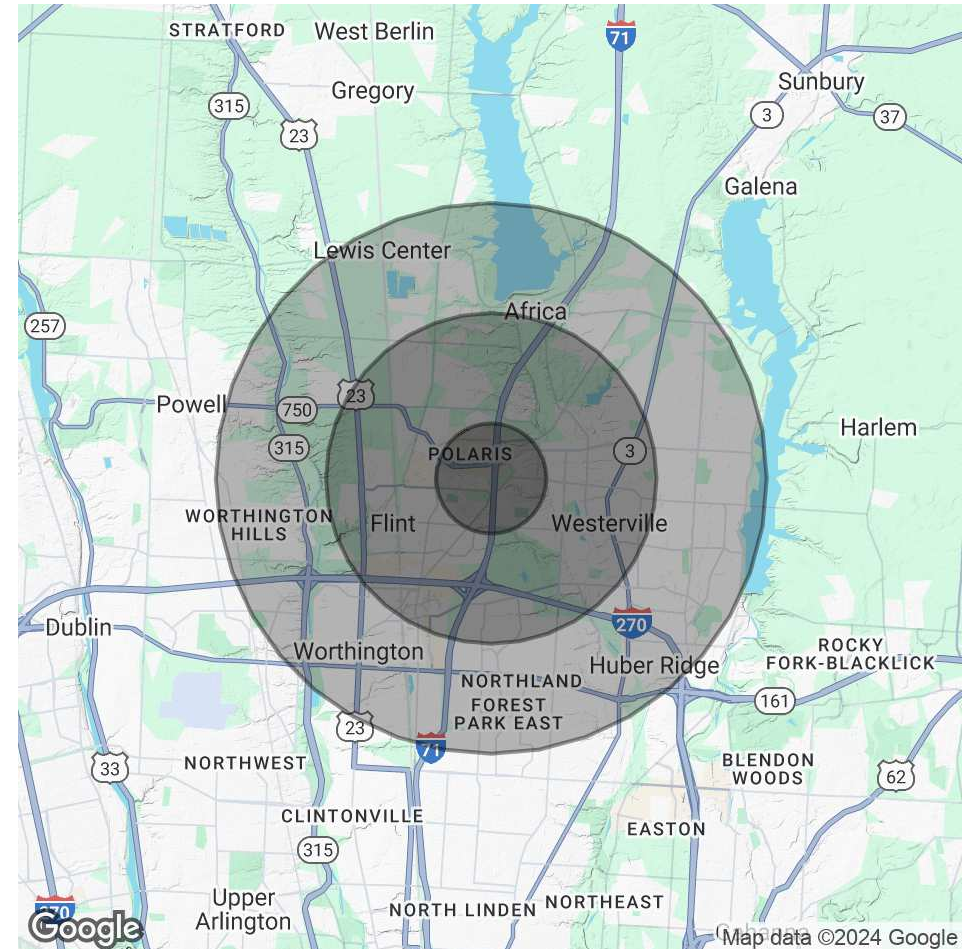 STRATFORD
West Berlin
71
Sunbury
Gregory
315
3
37
23
Galena
Lewis Center
Africa
257
23
Powell
750
Harlem
315
3
POLARIS
WORTHINGTON
HILLS
Flint
Westerville
Dublin
270
Worthington
Huber Ridge
ROCKY
FORK-BLACKLICK
NORTHLAND
161
FOREST
PARK EAST
23
71
NORTHWEST
33
BLENDON
WOODS
62
CLINTONVILLE
EASTON
315
Upper
Arlington
NORTH LINDEN
NORTHEAST
270
Google
Gahanna
Map data ©2024 Google